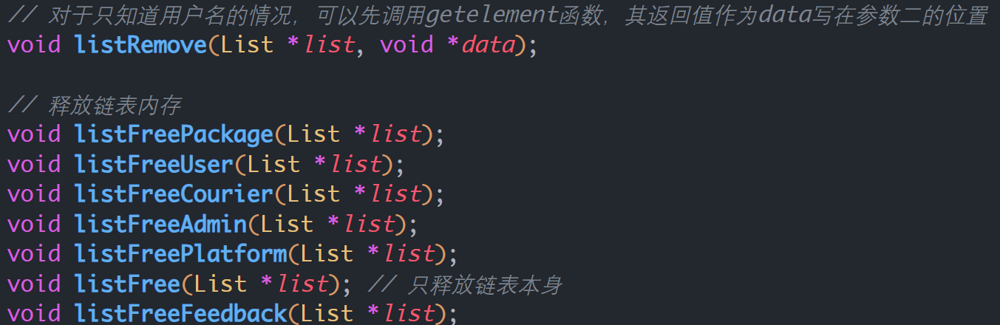 // 对于只知道用户名的情况，可以先调用getelement函数，其返回值作为data写在参数二的位置
void listRemove(List *list, void *data);
// 释放链表内存
void listFreePackage(List *list);
void listFreeUser(List *list);
void listFreeCourier(List *list);
void listFreeAdmin(List *list);
void listFreePlatform(List *list);
void listFree(List *list); // 只释放链表本身
void listFreeFeedback(List *list);